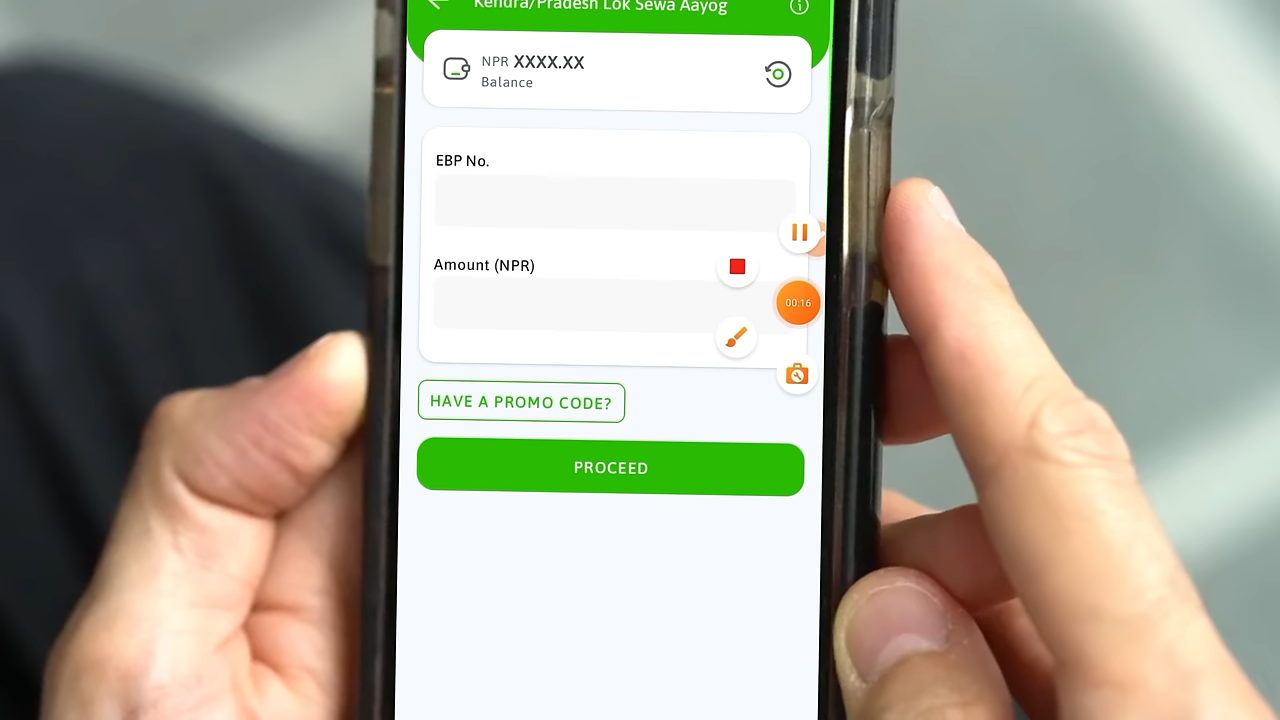 Kendra/Pradesh Lok Sewa Aayog
NPR XXXX.XX
Balance
EBP No.
Amount (NPR)
00:16
HAVE A PROMO CODE?
PROCEED